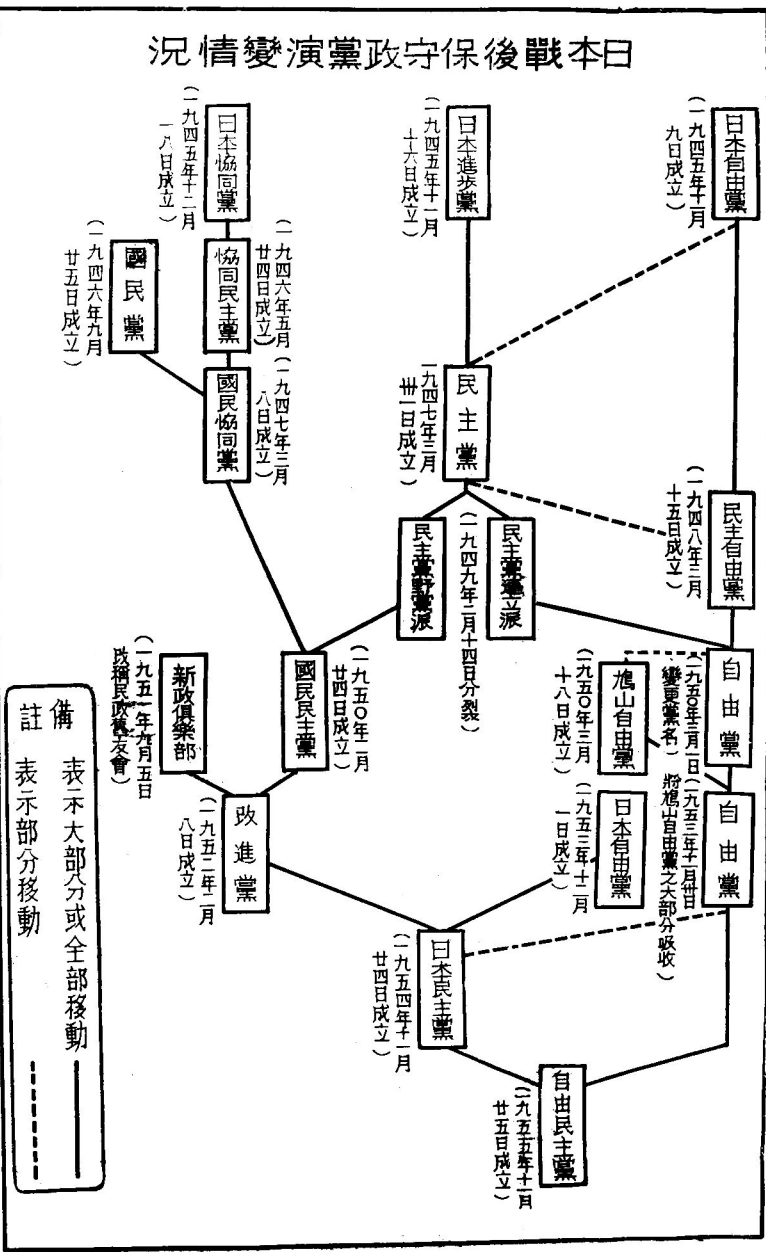 日本戰後保守政黨演變情況
日本自由黨
（一九四五年十一月
九日成立）
民主自由黨
（一九四八年三月
十五日成立）
自由黨
（一九五〇年三月一日
變更黨名）
自由黨
（一九五三年十一月卅日
將鳩山自由黨之大部分吸收）
鳩山自由黨
（一九五〇年三月
十八日成立）
日本自由黨
（一九五三年十二月
一日成立）
日本進步黨
（一九四五年十一月
十六日成立）
民主黨
一九四七年三月
卅一日成立）
民主黨連立派
民主黨野黨派
（一九四九年二月十四日分裂）
日本民主黨
（一九五四年十一月
廿四日成立）
自由民主黨
（一九五五年十一月
廿五日成立）
日本協同黨
（一九四五年十二月
一八日成立）
協同民主黨
（一九四六年五月
廿四日成立）
國民黨
（一九四六年九月
廿五日成立）
國民協同黨
（一九四七年三月
八日成立）
國民民主黨
（一九五〇年二月
廿四日成立）
新政俱樂部
（一九五一年九月五日
改稱民政舊友會）
改進黨
（一九五二年二月
八日成立）
備註
表示大部分或全部移動
表示部分移動